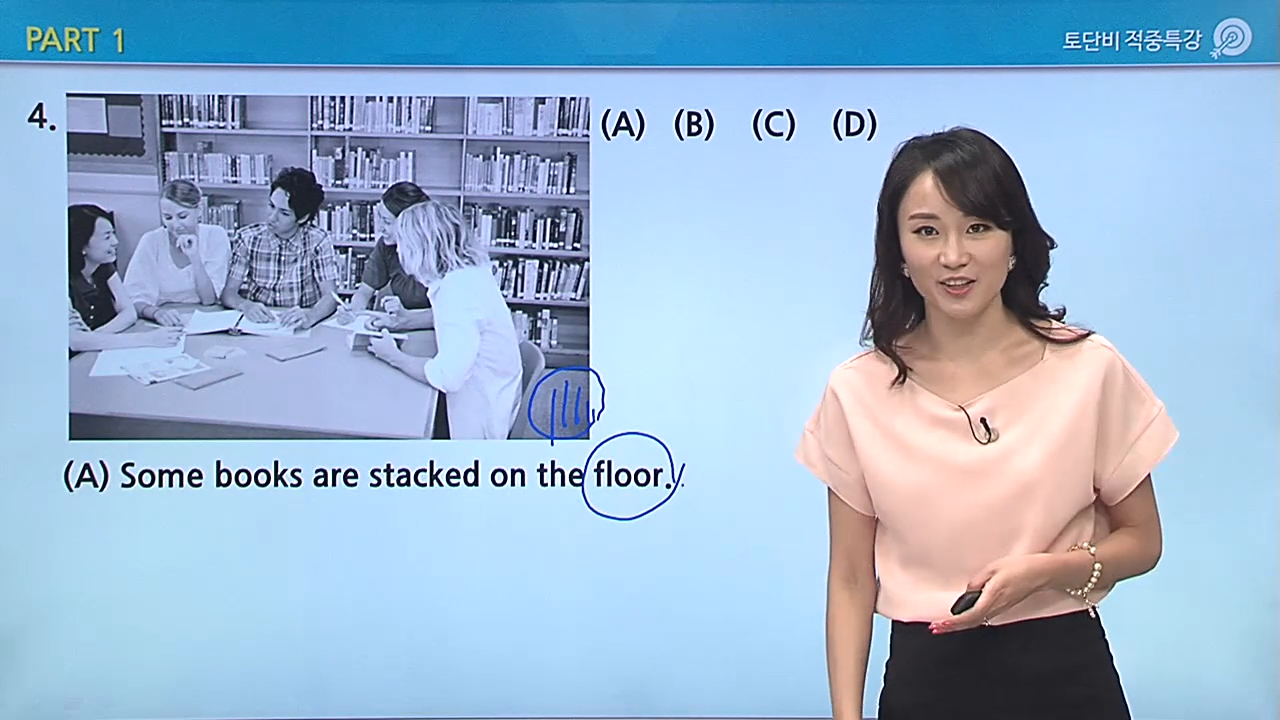 PART 1
토단비 적중특강
4.
(A) (B) (C) (D)
(A) Some books are stacked on the floor.